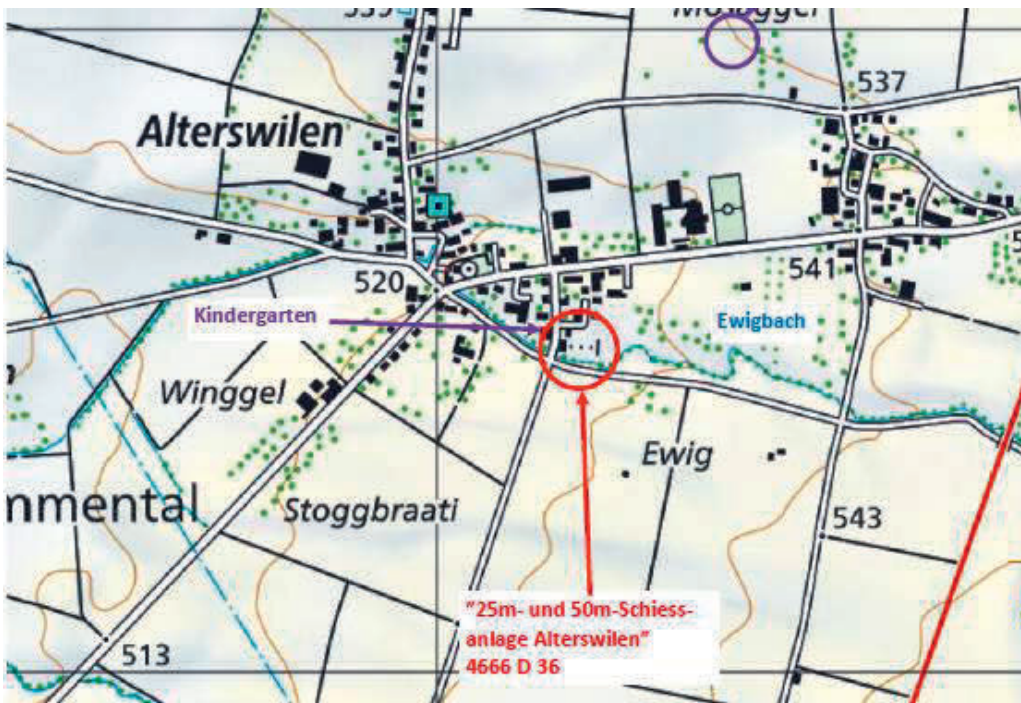 Alterswilen
537
541
520
Kindergarten
Ewigbach
Winggel
Ewig
mmental
Stoggbraati
543
"25m- und 50m-Schiess-
anlage Alterswilen"
4666 D 36
513